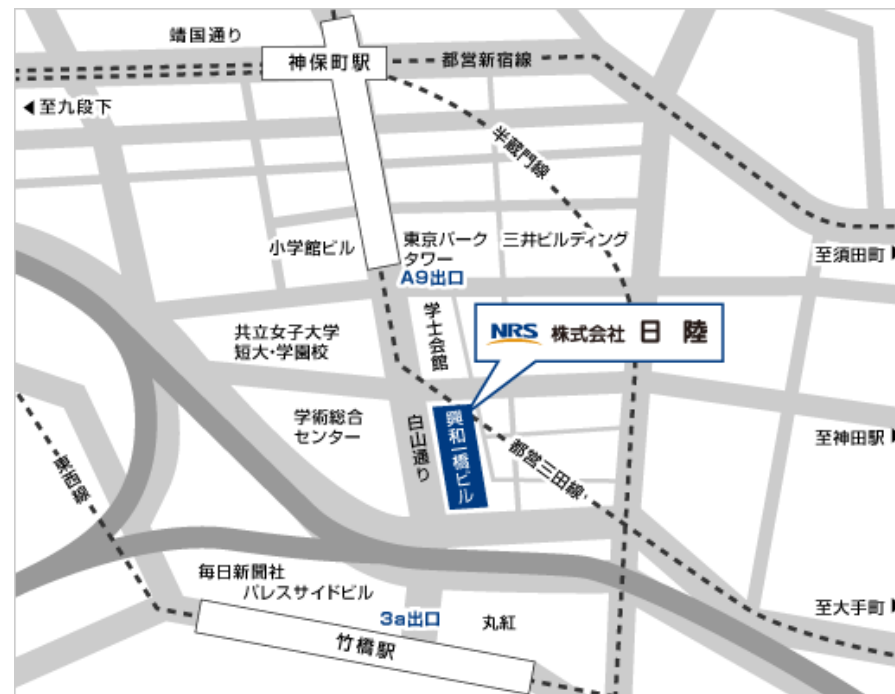 靖国通り
神保町駅
都営新宿線
◀至九段下
半蔵門線
小学館ビル
東京パーク
タワー
三井ビルディング
至須田町▶
A9出口
学士会館
共立女子大学
短大・学園校
NRS 株式会社 日 陸
学術総合
センター
白山通り
興和一橋ビル
都営三田線
至神田駅▶
東西線
毎日新聞社
パレスサイドビル
3a出口
丸紅
至大手町▶
竹橋駅